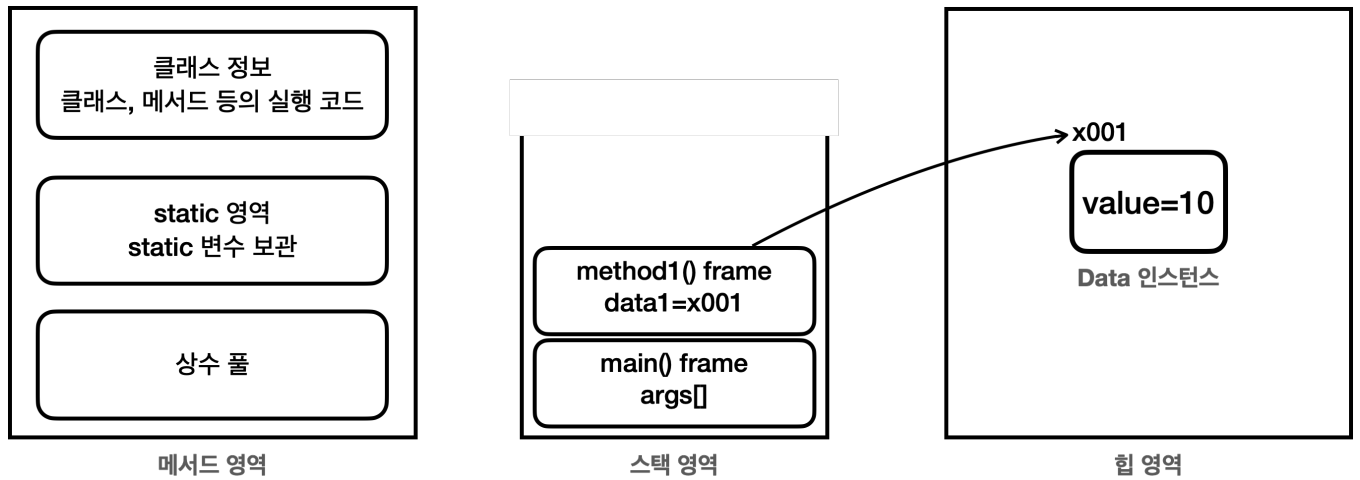 클래스 정보
클래스, 메서드 등의 실행 코드
static 영역
static 변수 보관
상수 풀
메서드 영역
method1() frame
data1=x001
main() frame
args[]
스택 영역
x001
value=10
Data 인스턴스
힙 영역